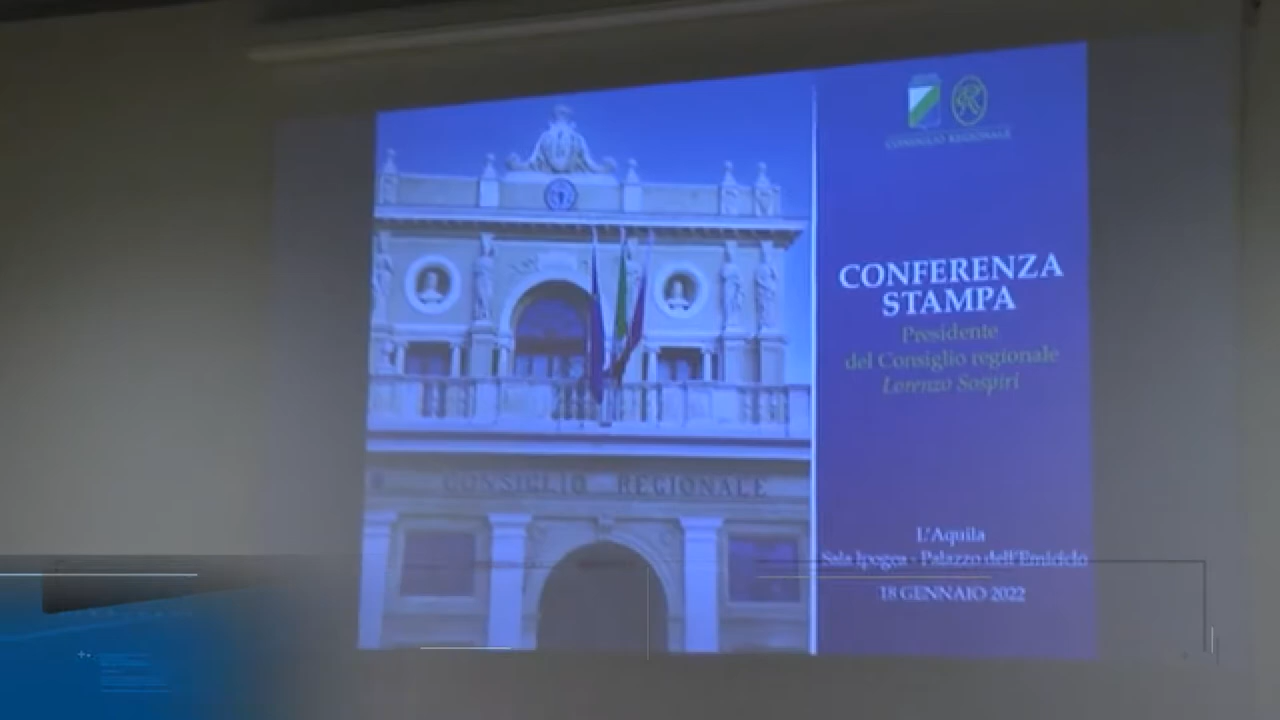 CONSIGLIO REGIONALE
CONFERENZA
STAMPA
Presidente
del Consiglio regionale
Lorenzo Sospiri
CONSIGLIO REGIONALE
L'Aquila
Sala Ipogea - Palazzo dell'Emiciclo
18 GENNAIO 2022